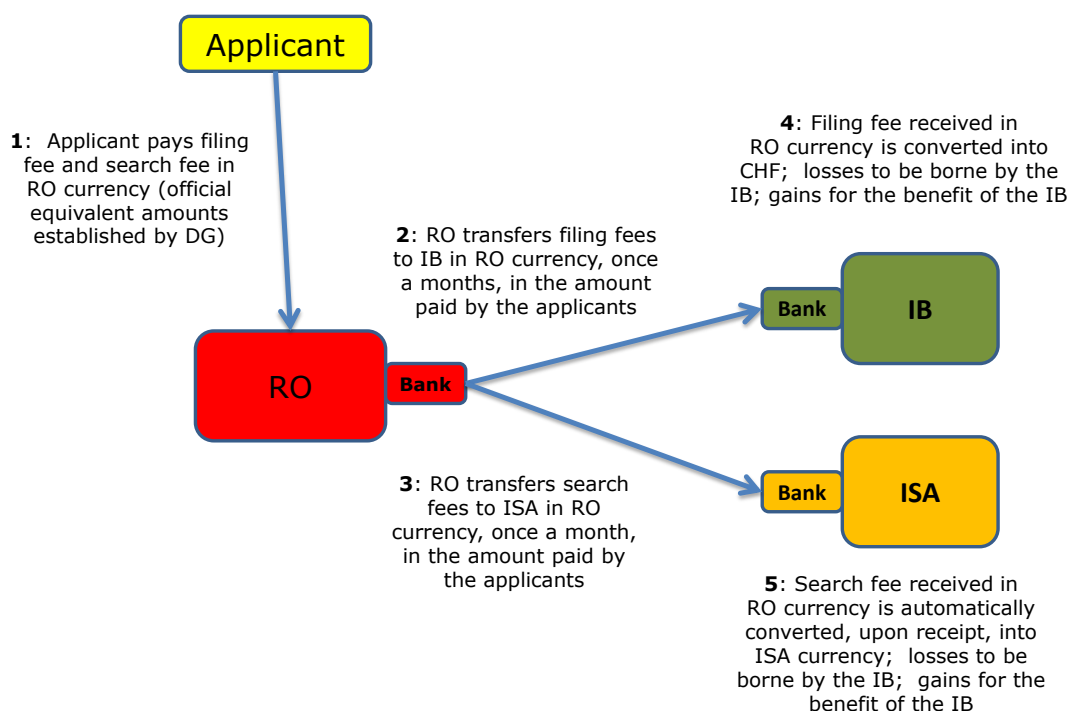 Applicant
1:  Applicant pays filing
fee and search fee in
RO currency (official
equivalent amounts
established by DG)
4: Filing fee received in
RO currency is converted into
CHF;  losses to be borne by the
IB; gains for the benefit of the IB
2: RO transfers filing fees
to IB in RO currency, once
a months, in the amount
paid by the applicants
Bank
IB
RO
Bank
3: RO transfers search
fees to ISA in RO
currency, once a month,
in the amount paid by
the applicants
Bank
ISA
5: Search fee received in
RO currency is automatically
converted, upon receipt, into
ISA currency;  losses to be
borne by the IB;  gains for the
benefit of the IB